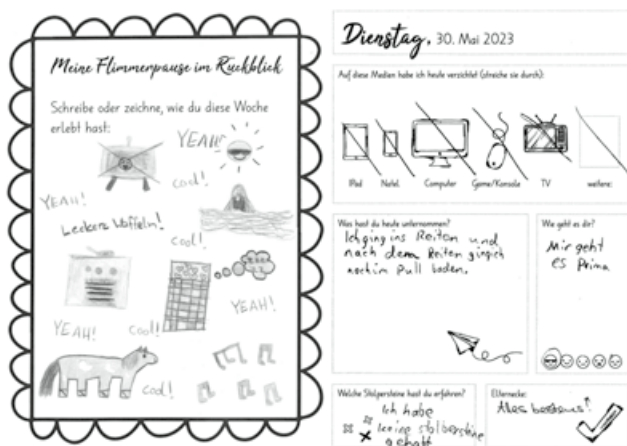 Meine Flimmerpause im Rückblick
Schreibe oder zeichne, wie du diese Woche
erlebt hast:
YEAH!
cool!
YEAH!
Leckere Waffeln!
cool!
YEAH!
YEAH!
cool!
cool!
Dienstag, 30. Mai 2023
Auf diese Medien habe ich heute verzichtet (streiche sie durch):
IPad
Natel
Computer
Game/Konsole
TV
weitere:
Was hast du heute unternommen?
Ich ging ins Reiten und
nach dem Reiten ging ich
noch im Pull baden.
Wie geht es dir?
Mir geht
es Prima
Welche Stolpersteine hast du erfahren?
Ich habe
keine stolbersteine
gehabt
Elternecke:
Alles bestens!